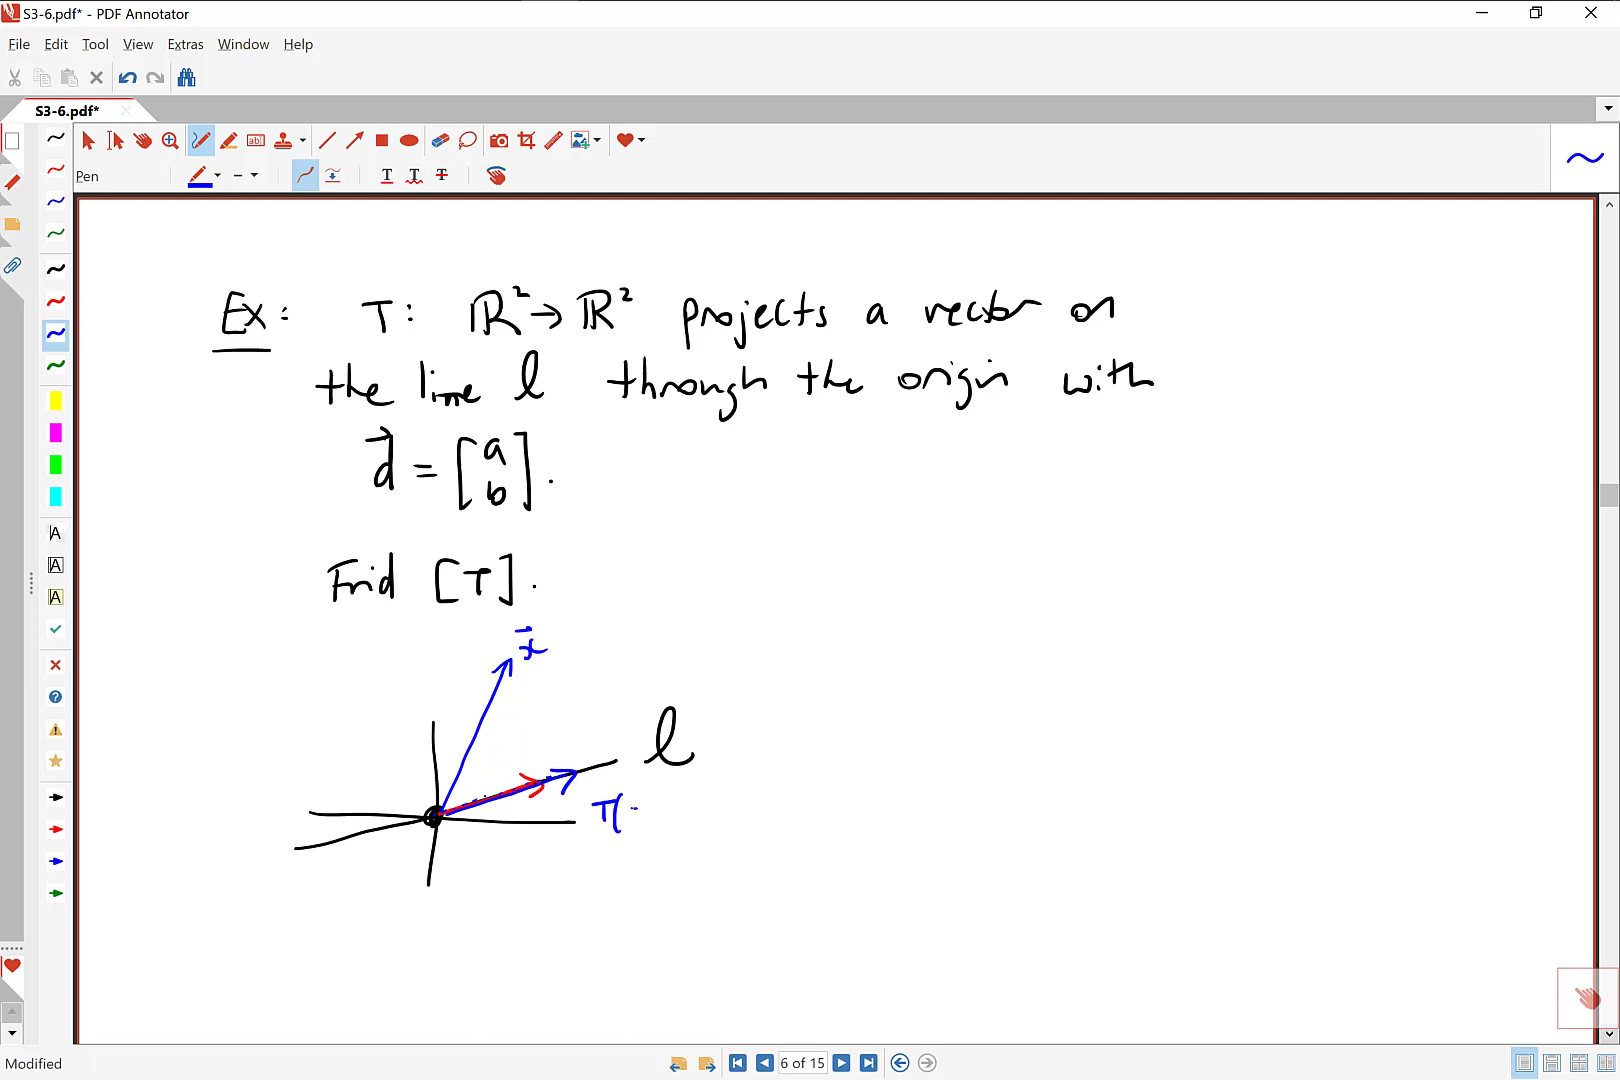 S3-6.pdf* - PDF Annotator
File Edit Tool View Extras Window Help
S3-6.pdf*
Pen
Ex: T: ℝ² → ℝ² projects a vector on
the line l through the origin with
d⃗ = [a b].
Find [T].
x⃗
l
T(
Modified
6 of 15